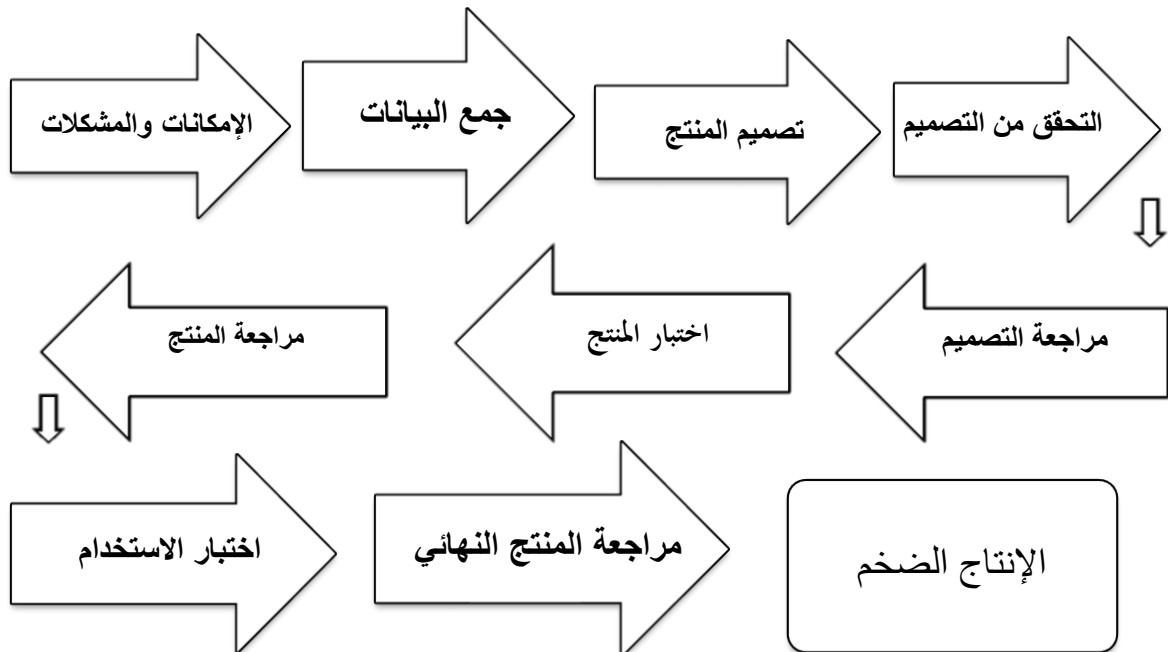 الإمكانات والمشكلات
جمع البيانات
تصميم المنتج
التحقق من التصميم
مراجعة التصميم
اختبار المنتج
مراجعة المنتج
اختبار الاستخدام
مراجعة المنتج النهائي
الإنتاج الضخم